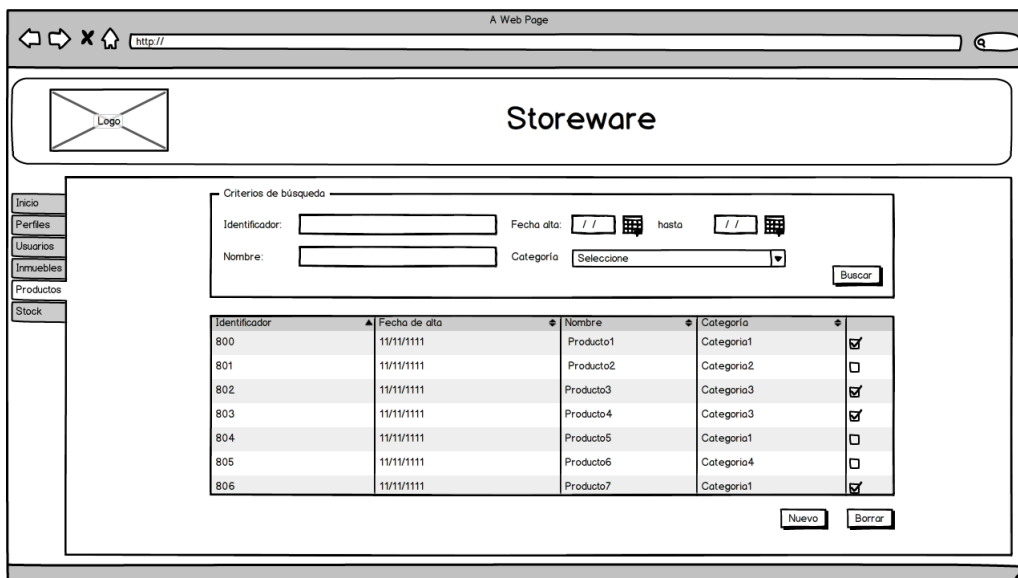 A Web Page
http://
Logo
Storeware
Inicio
Perfiles
Usuarios
Inmuebles
Productos
Stock
Criterios de búsqueda
Identificador:
Fecha alta: / / hasta / /
Nombre:
Categoría Seleccione
Buscar
Identificador Fecha de alta Nombre Categoría
800 11/11/1111 Producto1 Categoria1
801 11/11/1111 Producto2 Categoria2
802 11/11/1111 Producto3 Categoria3
803 11/11/1111 Producto4 Categoria3
804 11/11/1111 Producto5 Categoria1
805 11/11/1111 Producto6 Categoria4
806 11/11/1111 Producto7 Categoria1
Nuevo Borrar